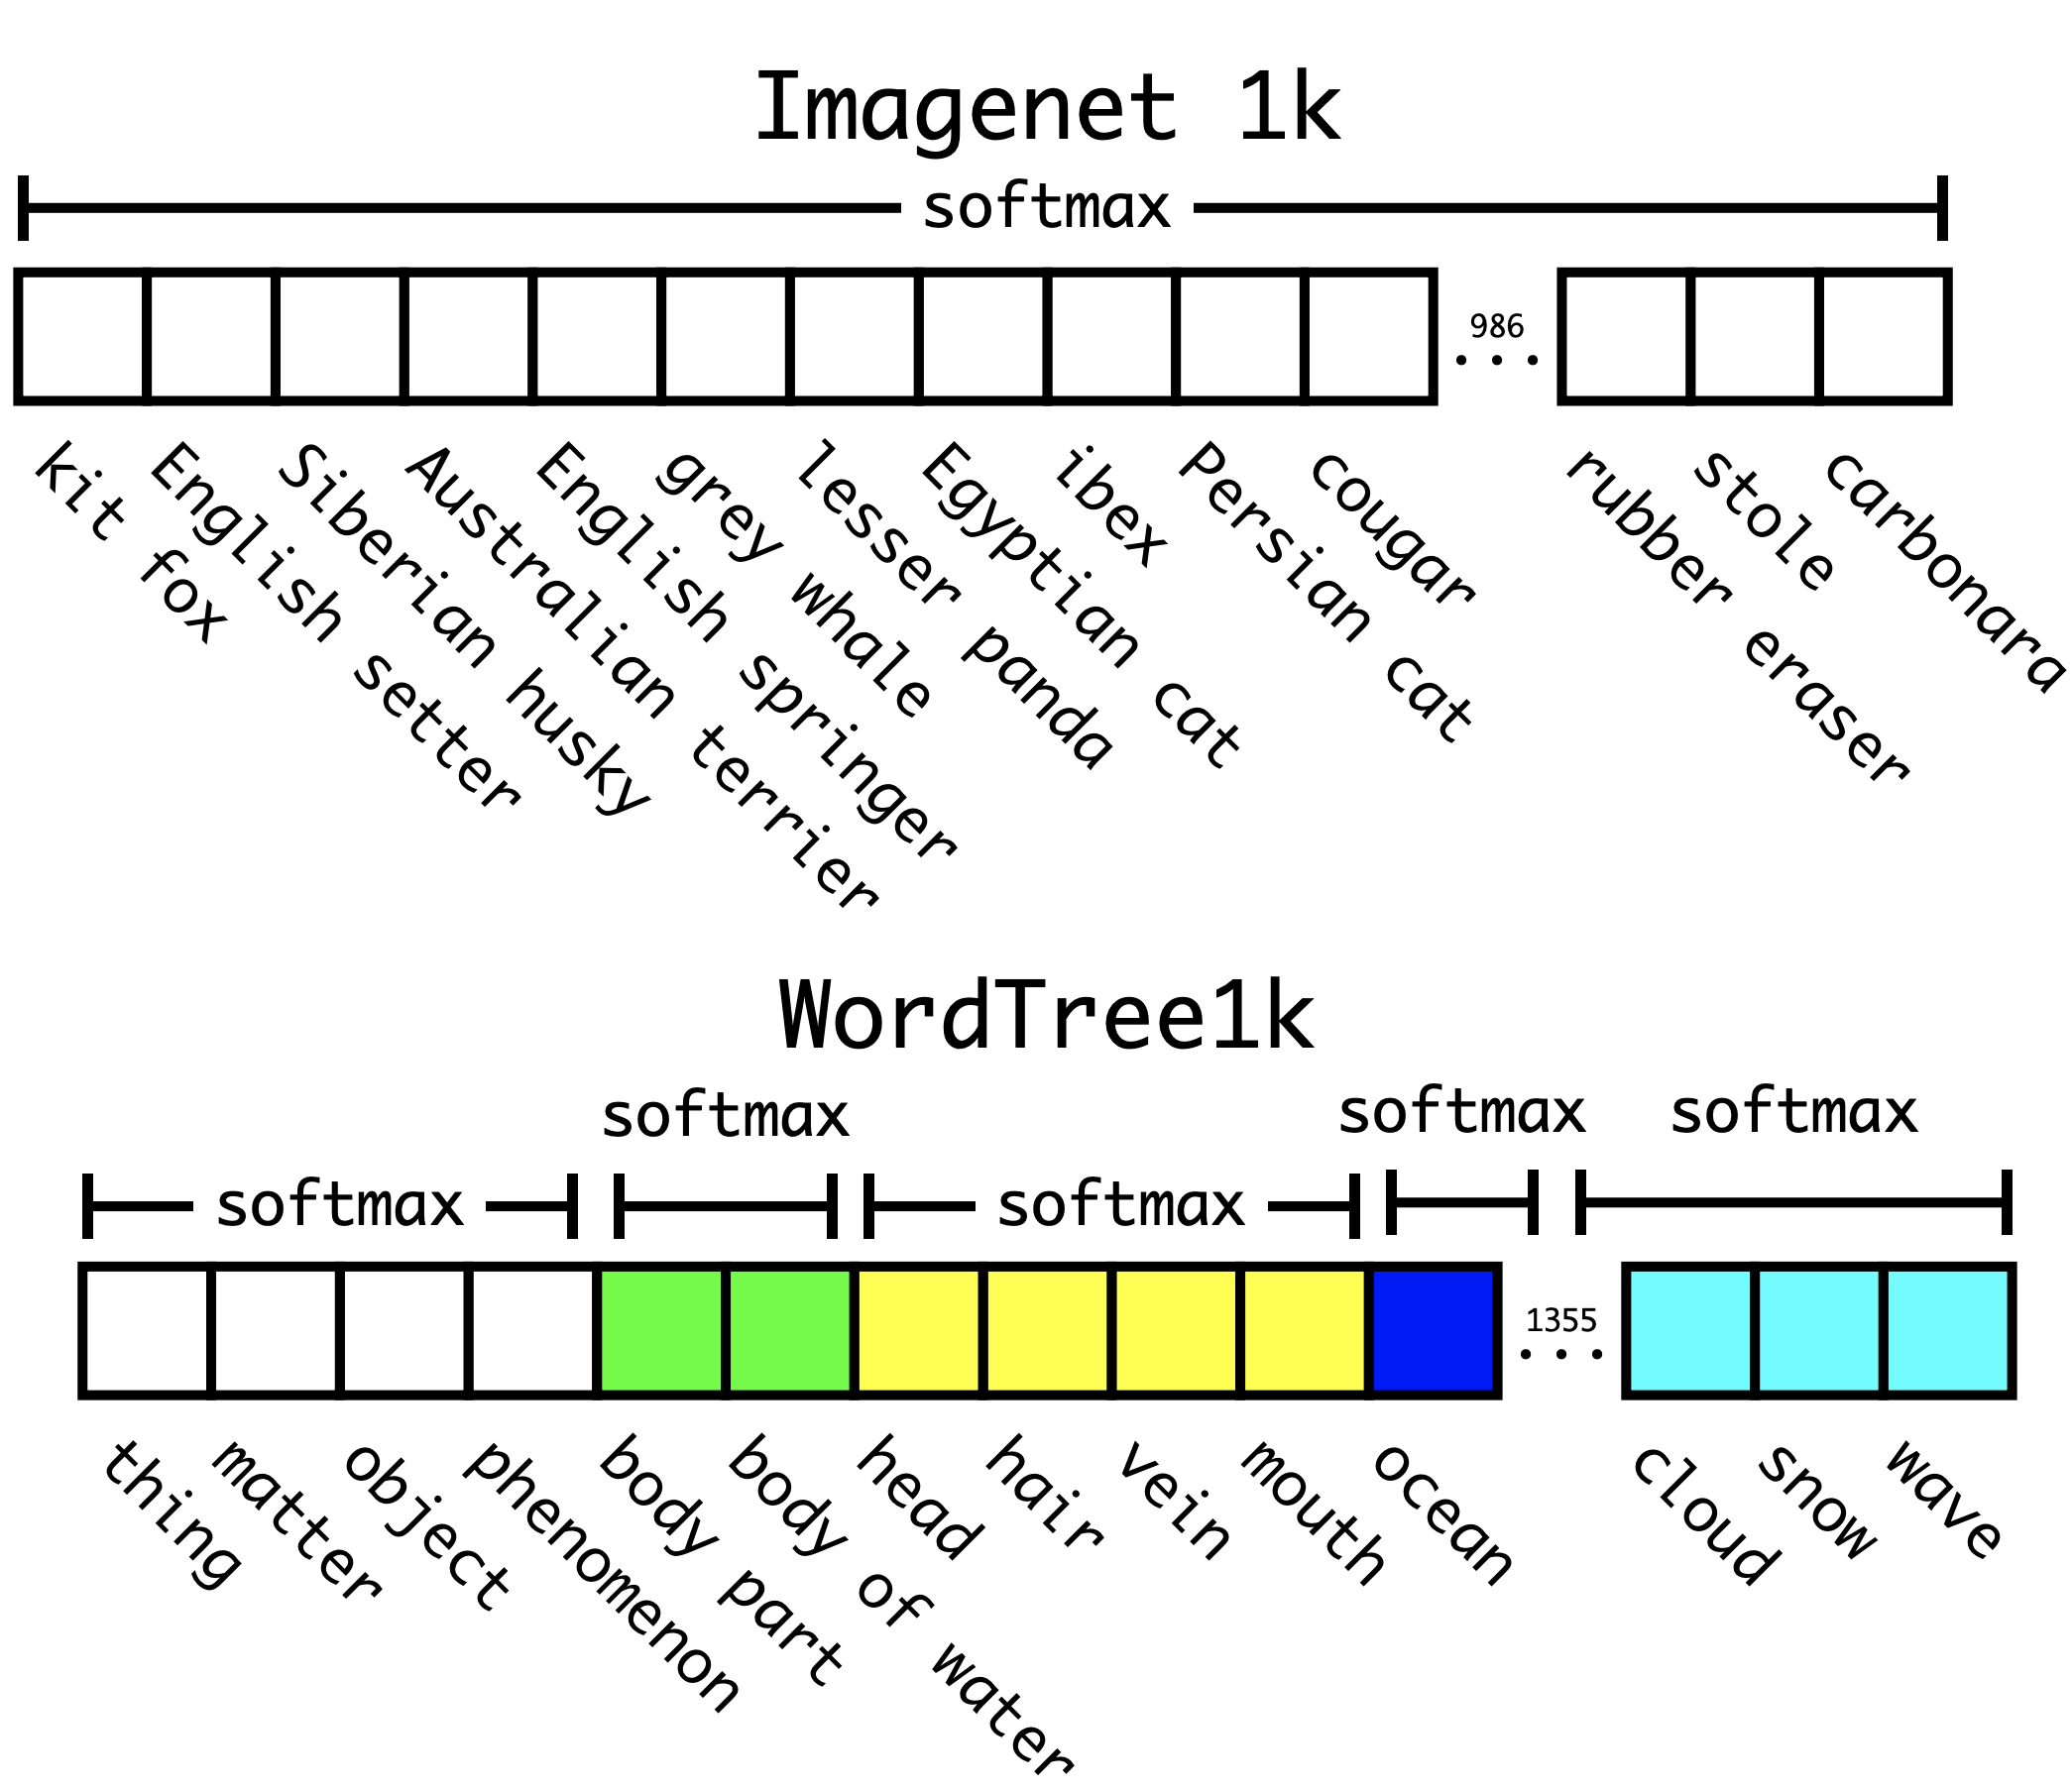 Imagenet 1k
softmax
986
kit fox
English setter
Siberian husky
Australian terrier
English springer
grey whale
lesser panda
Egyptian cat
ibex
Persian cat
cougar
rubber eraser
stole
carbonara
WordTree1k
softmax
softmax
softmax
softmax
softmax
1355
thing
matter
object
phenomenon
body part
body of water
head
hair
vein
mouth
ocean
cloud
snow
wave